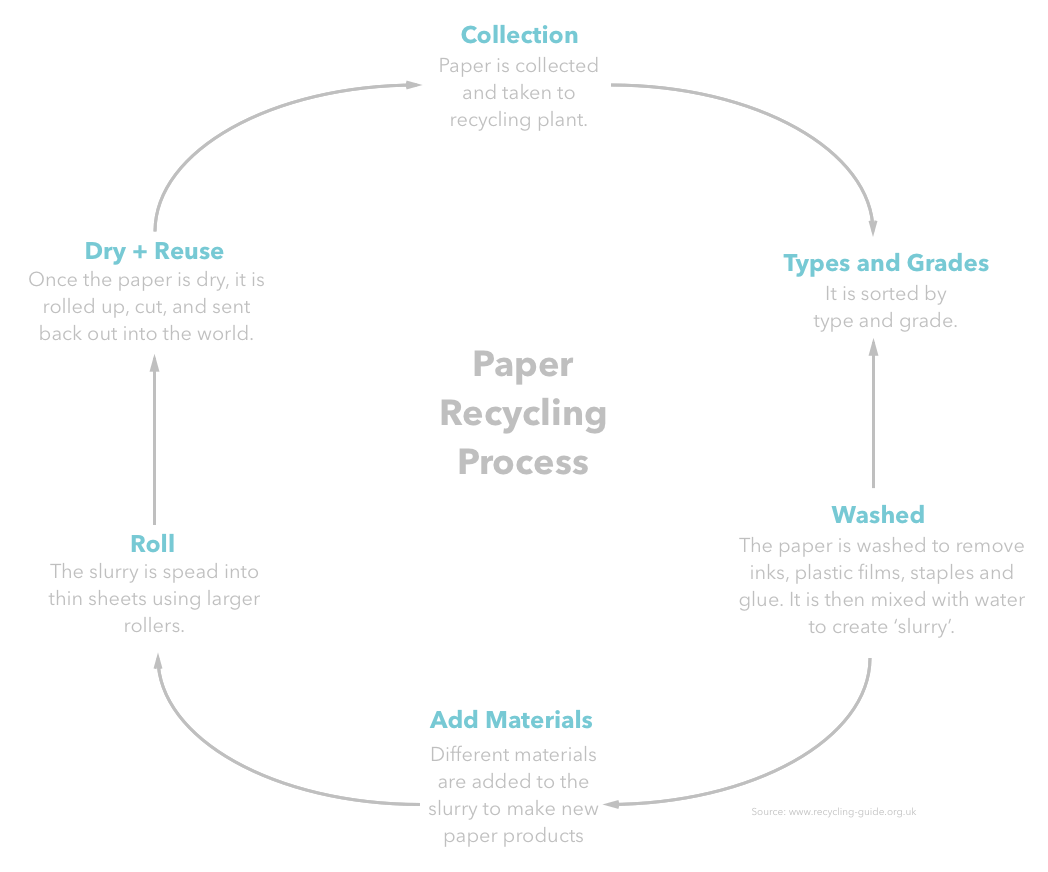 Collection
Paper is collected
and taken to
recycling plant.
Types and Grades
It is sorted by
type and grade.
Washed
The paper is washed to remove
inks, plastic films, staples and
glue. It is then mixed with water
to create ‘slurry’.
Add Materials
Different materials
are added to the
slurry to make new
paper products
Roll
The slurry is spead into
thin sheets using larger
rollers.
Dry + Reuse
Once the paper is dry, it is
rolled up, cut, and sent
back out into the world.
Paper
Recycling
Process
Source: www.recycling-guide.org.uk